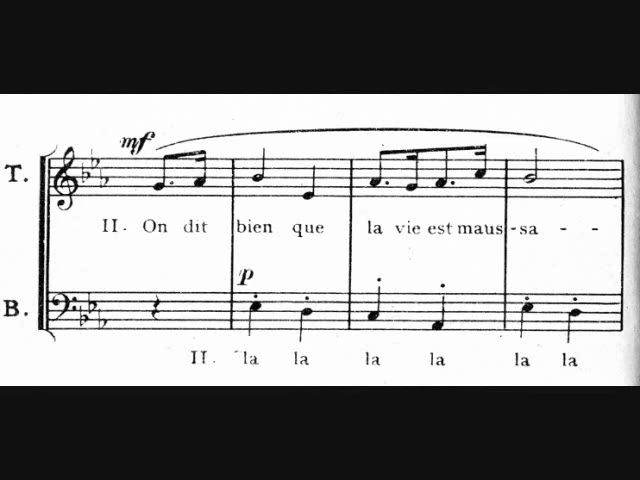 mf
T.
II. On dit bien que la vie est maus-sa - -
p
B.
II. la la la la la la